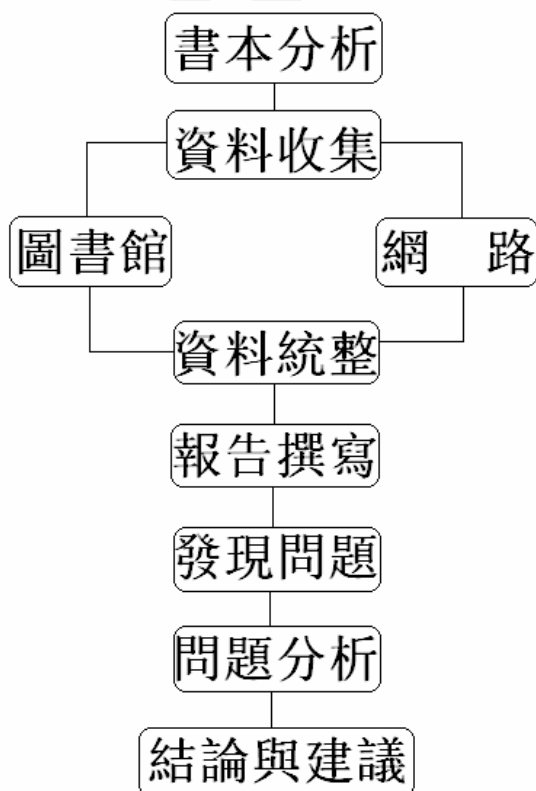 書本分析
資料收集
圖書館
網 路
資料統整
報告撰寫
發現問題
問題分析
結論與建議